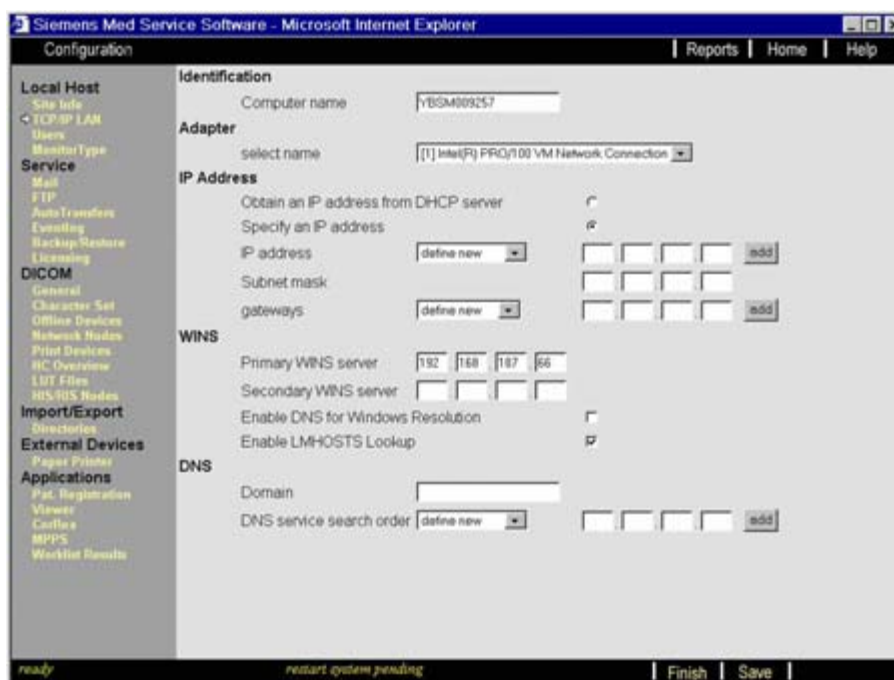 Siemens Med Service Software - Microsoft Internet Explorer
Configuration
Reports Home Help
Local Host
Site Info
TCP/IP LAN
Users
MonitorType
Service
Mail
FTP
AutoTransfers
Eventing
Backup/Restore
Licensing
DICOM
General
Character Set
Offline Devices
Network Nodes
Print Devices
HC Overview
LUT Files
HIS/RIS Nodes
Import/Export
Directories
External Devices
Paper Printer
Applications
Pat. Registration
Viewer
MPPS
Worklist Results
Identification
Computer name YBSM009257
Adapter
select name [1] Intel(R) PRO/100 VM Network Connection
IP Address
Obtain an IP address from DHCP server
Specify an IP address
IP address define new add
Subnet mask
gateways define new add
WINS
Primary WINS server 192 168 187 66
Secondary WINS server
Enable DNS for Windows Resolution
Enable LMHOSTS Lookup
DNS
Domain
DNS service search order define new add
ready restart system pending Finish Save